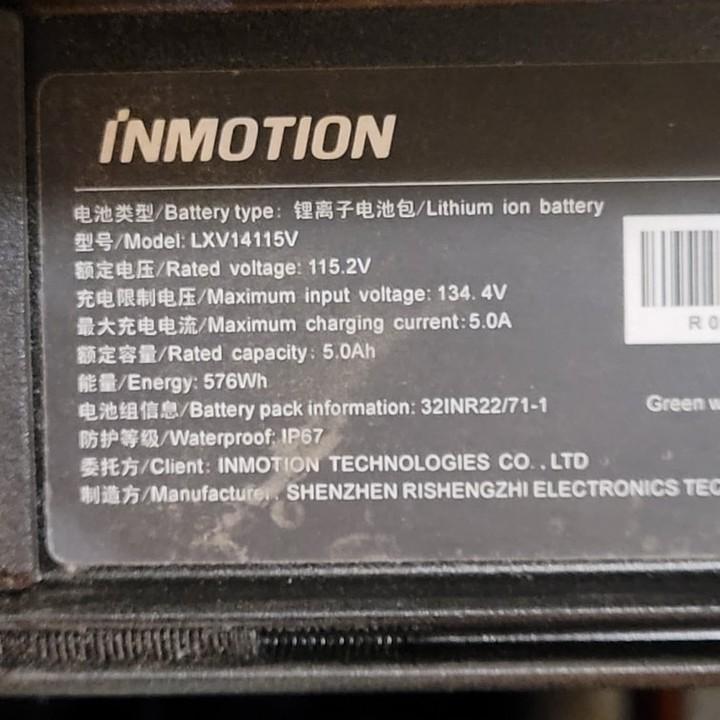 iNMOTION
电池类型/Battery type: 锂离子电池包/Lithium ion battery
型号/Model: LXV14115V
额定电压/Rated voltage: 115.2V
充电限制电压/Maximum input voltage: 134.4V
最大充电电流/Maximum charging current:5.0A
额定容量/Rated capacity: 5.0Ah
能量/Energy: 576Wh
电池组信息/Battery pack information: 32INR22/71-1
防护等级/Waterproof: IP67
委托方/Client: INMOTION TECHNOLOGIES CO. . LTD
制造方/Manufacture. . SHENZHEN RISHENGZHI ELECTRONICS TEC
R 0
Green w